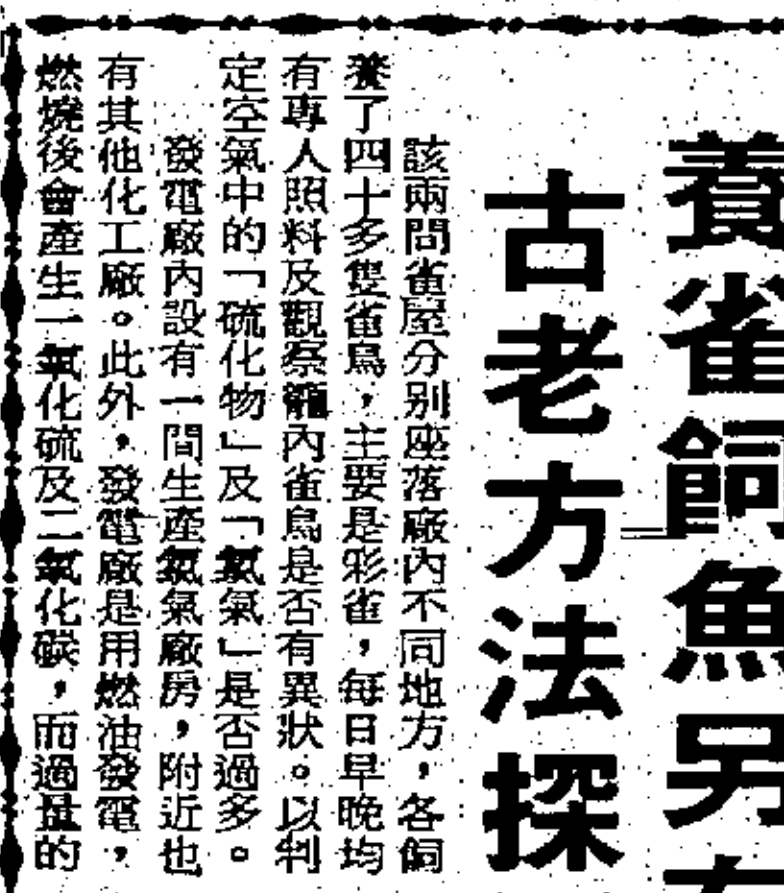 養雀飼魚另有
古老方法探
該兩間雀屋分別座落廠內不同地方，各飼
養了四十多隻雀鳥，主要是彩雀，每日早晚均
有專人照料及觀察籠內雀鳥是否有異狀。以判
定空氣中的「硫化物」及「氯氣」是否過多。
發電廠內設有一間生產氯氣廠房，附近也
有其他化工廠。此外，發電廠是用燃油發電，
燃燒後會產生一氧化硫及二氧化碳，而過量的